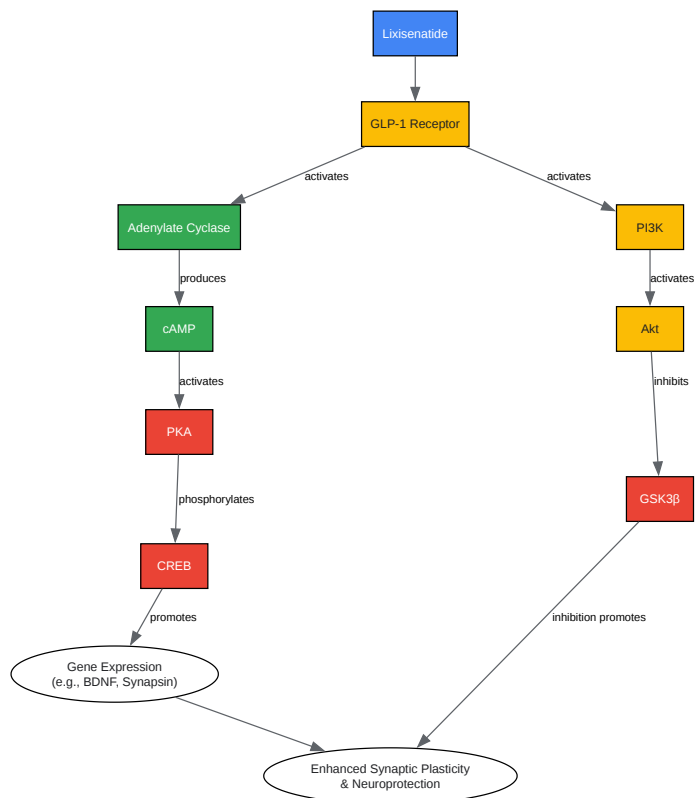 Lixisenatide
GLP-1 Receptor
activates
activates
Adenylate Cyclase
PI3K
produces
activates
cAMP
Akt
activates
inhibits
PKA
phosphorylates
GSK3β
CREB
promotes
inhibition promotes
Gene Expression
(e.g., BDNF, Synapsin)
Enhanced Synaptic Plasticity
& Neuroprotection